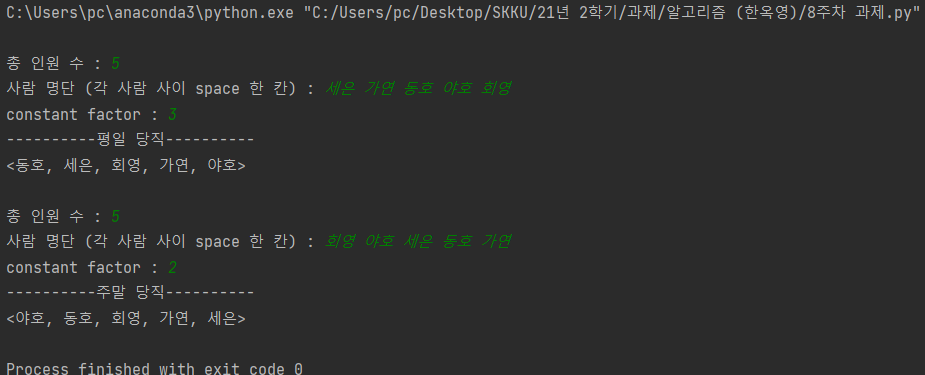 C:\Users\pc\anaconda3\python.exe "C:/Users/pc/Desktop/SKKU/21년 2학기/과제/알고리즘 (한옥영)/8주차 과제.py"
총 인원 수 : 5
사람 명단 (각 사람 사이 space 한 칸) : 세은 가연 동호 야호 희영
constant factor : 3
----------평일 당직----------
<동호, 세은, 회영, 가연, 야호>
총 인원 수 : 5
사람 명단 (각 사람 사이 space 한 칸) : 회영 야호 세은 동호 가연
constant factor : 2
----------주말 당직----------
<야호, 동호, 회영, 가연, 세은>
Process finished with exit code 0